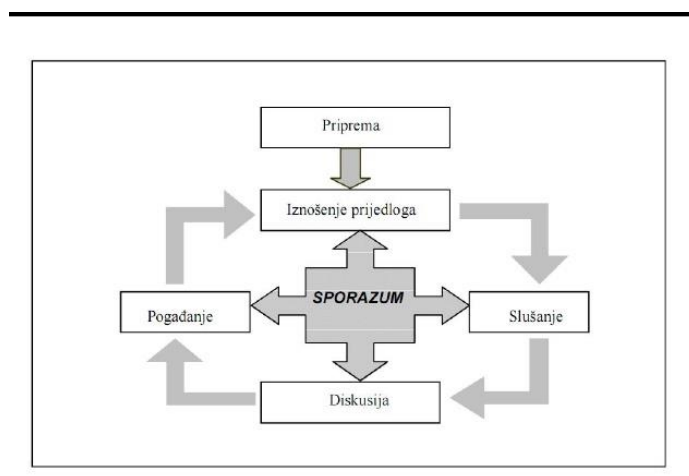 Priprema
Iznošenje prijedloga
SPORAZUM
Pogađanje
Slušanje
Diskusija